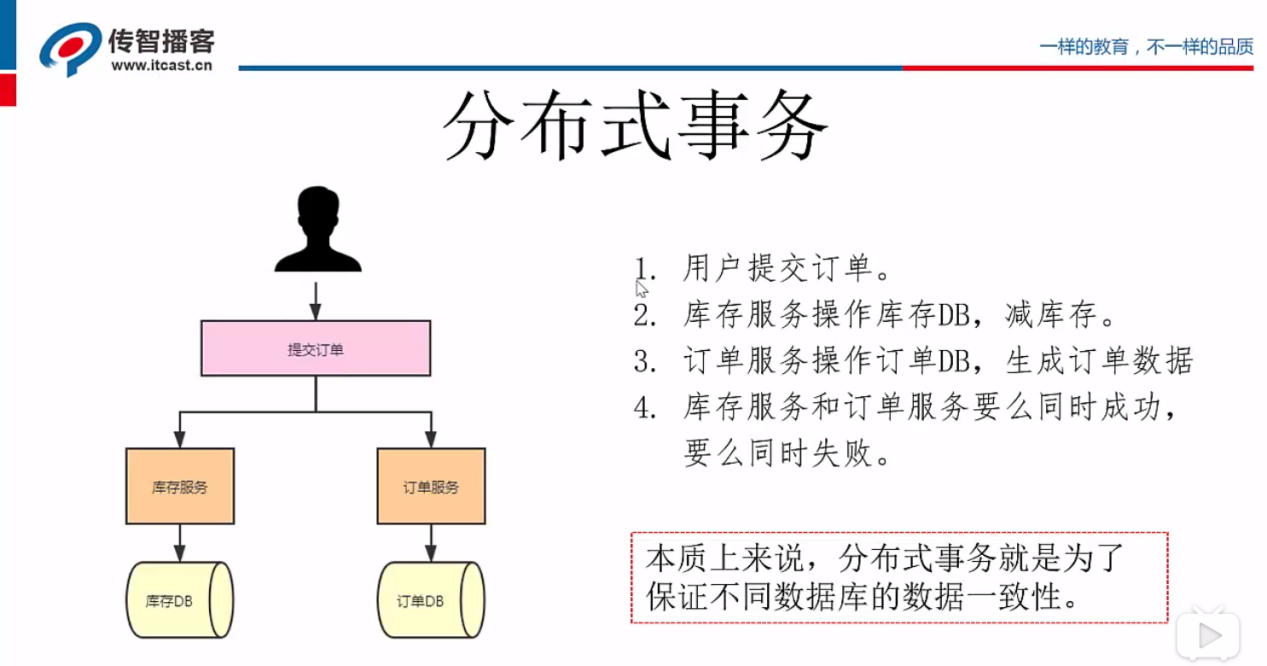 传智播客
www.itcast.cn
一样的教育，不一样的品质
分布式事务
提交订单
库存服务
订单服务
库存DB
订单DB
1. 用户提交订单。
2. 库存服务操作库存DB，减库存。
3. 订单服务操作订单DB，生成订单数据
4. 库存服务和订单服务要么同时成功，
要么同时失败。
本质上来说，分布式事务就是为了
保证不同数据库的数据一致性。